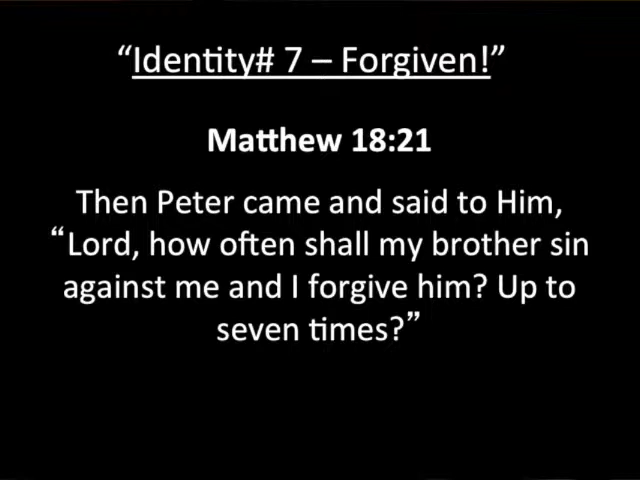 “Identity# 7 – Forgiven!”
Matthew 18:21
Then Peter came and said to Him,
“Lord, how often shall my brother sin
against me and I forgive him? Up to
seven times?”